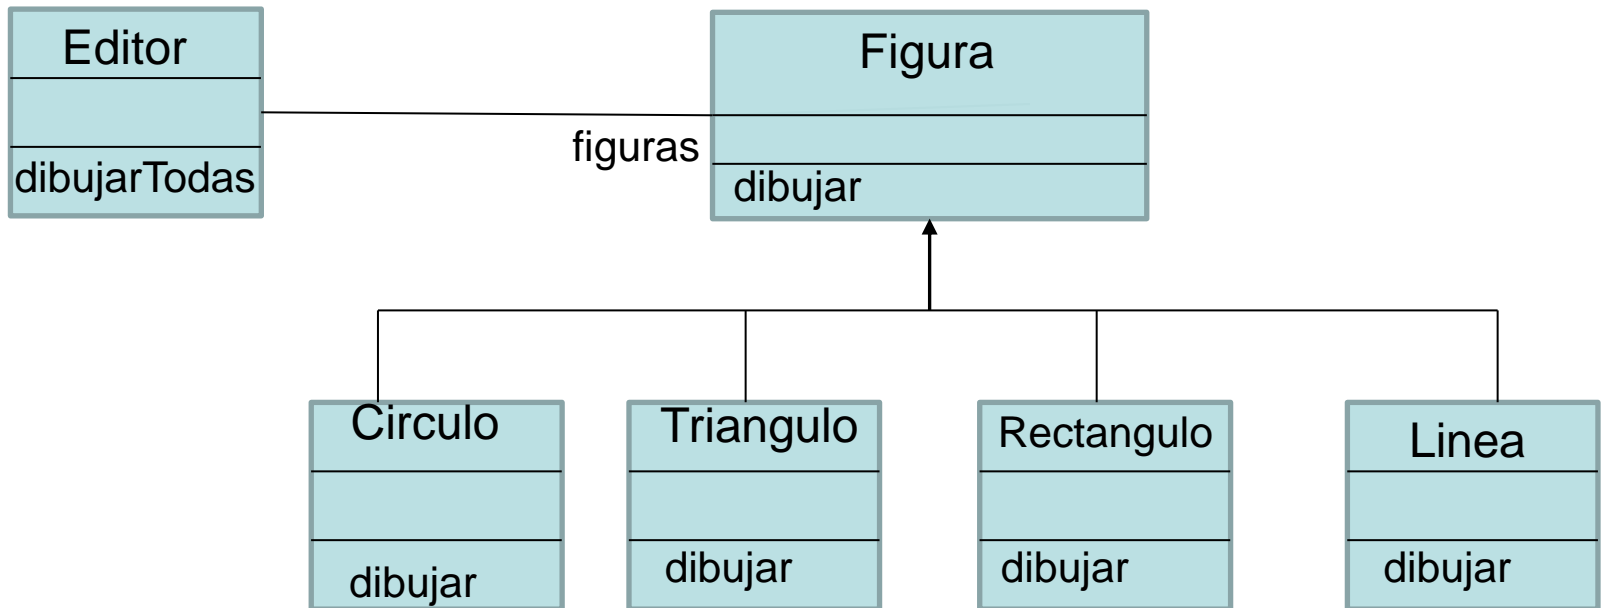 Editor
dibujarTodas
figuras
Figura
dibujar
Circulo
dibujar
Triangulo
dibujar
Rectangulo
dibujar
Linea
dibujar